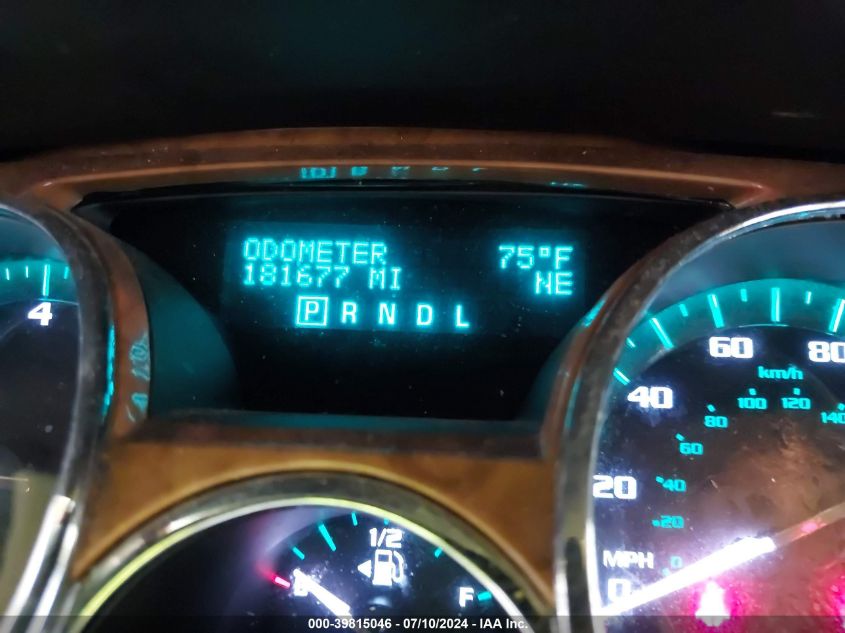 ODOMETER 75°F
181677 MI NE
P R N D L
4
40 60 80
km/h
20 40 60 80 100 120 140
20
MPH 0
0
1/2
F
000-39815046 - 07/10/2024 - IAA Inc.